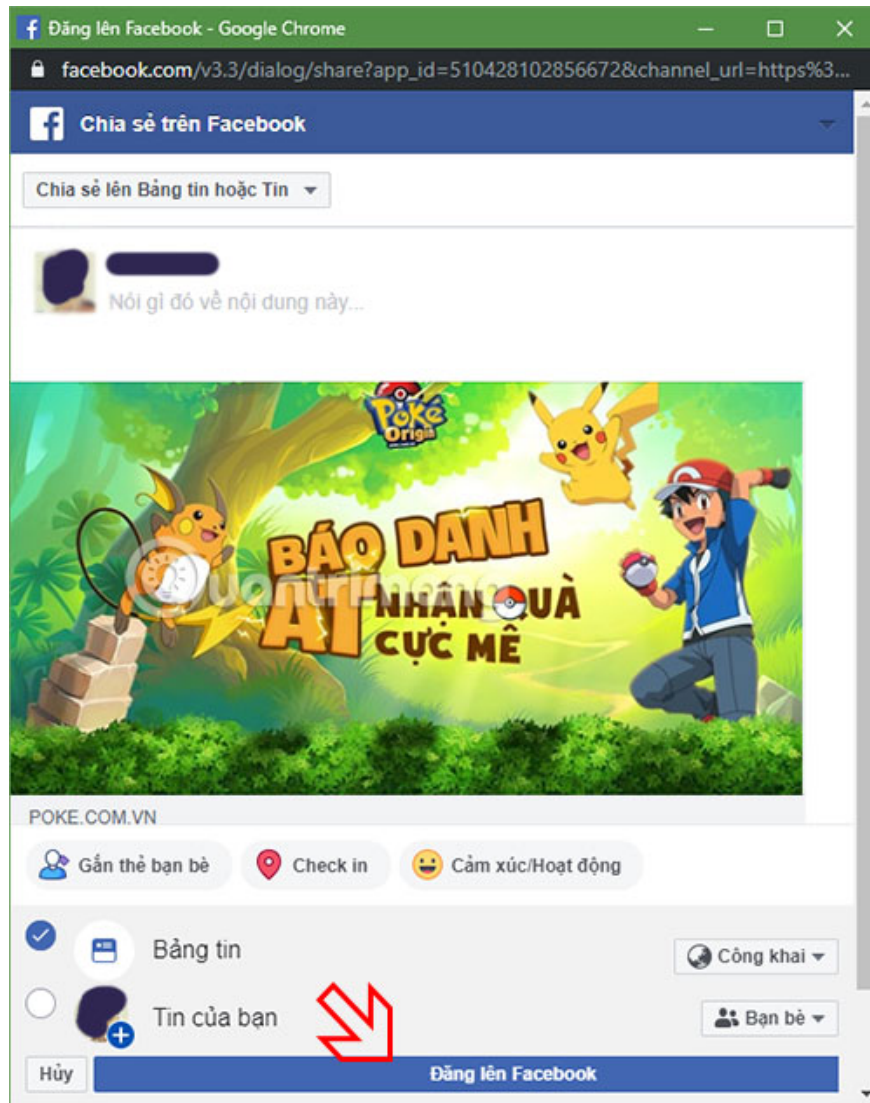 Đăng lên Facebook - Google Chrome
facebook.com/v3.3/dialog/share?app_id=510428102856672&channel_url=https%3...
Chia sẻ trên Facebook
Chia sẻ lên Bảng tin hoặc Tin
Nói gì đó về nội dung này...
Poké
Origin
BÁO DANH
Quantrimang
AI NHẬN QUÀ
CỰC MÊ
POKE.COM.VN
Gắn thẻ bạn bè Check in Cảm xúc/Hoạt động
Bảng tin Công khai
Tin của bạn Bạn bè
Hủy Đăng lên Facebook